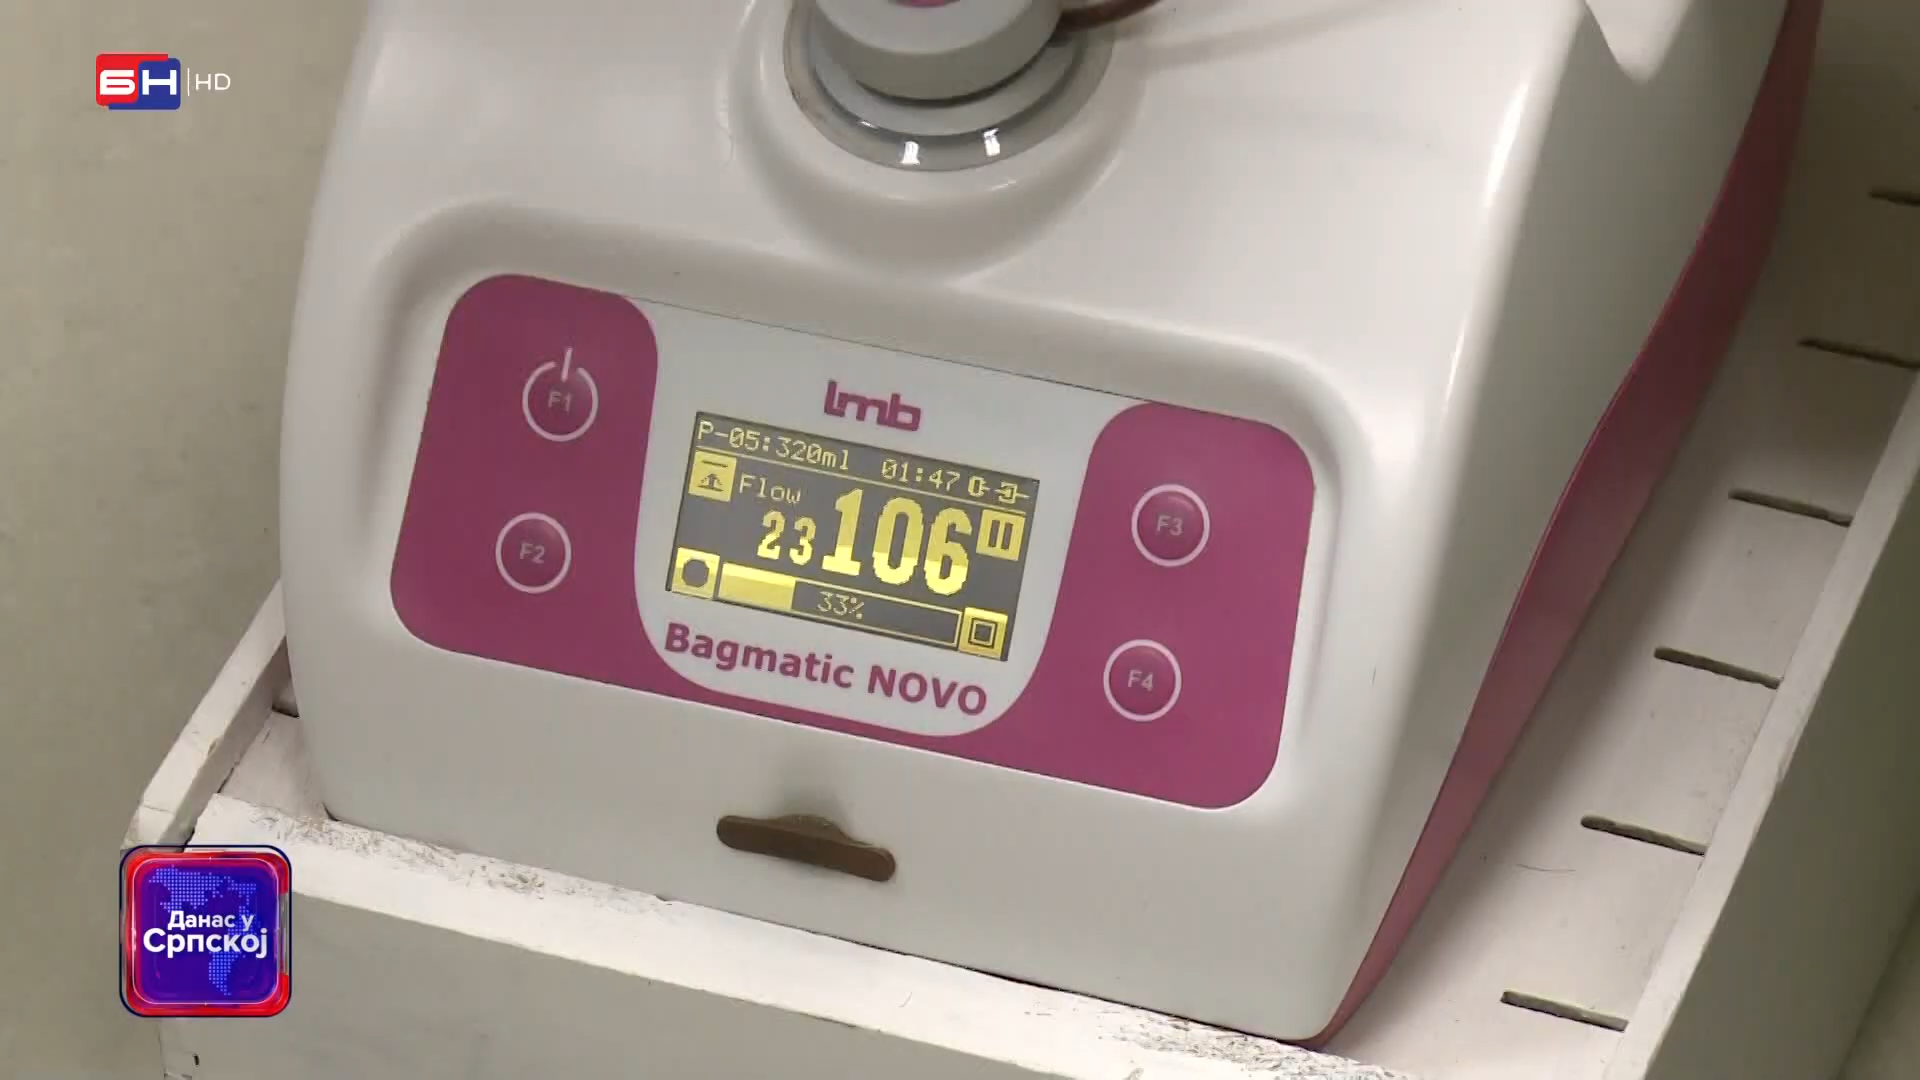 БН HD
F1
F2
lmb
P-05:320ml 01:47
Flow
23 106
33%
Bagmatic NOVO
F3
F4
Данас у
Српској